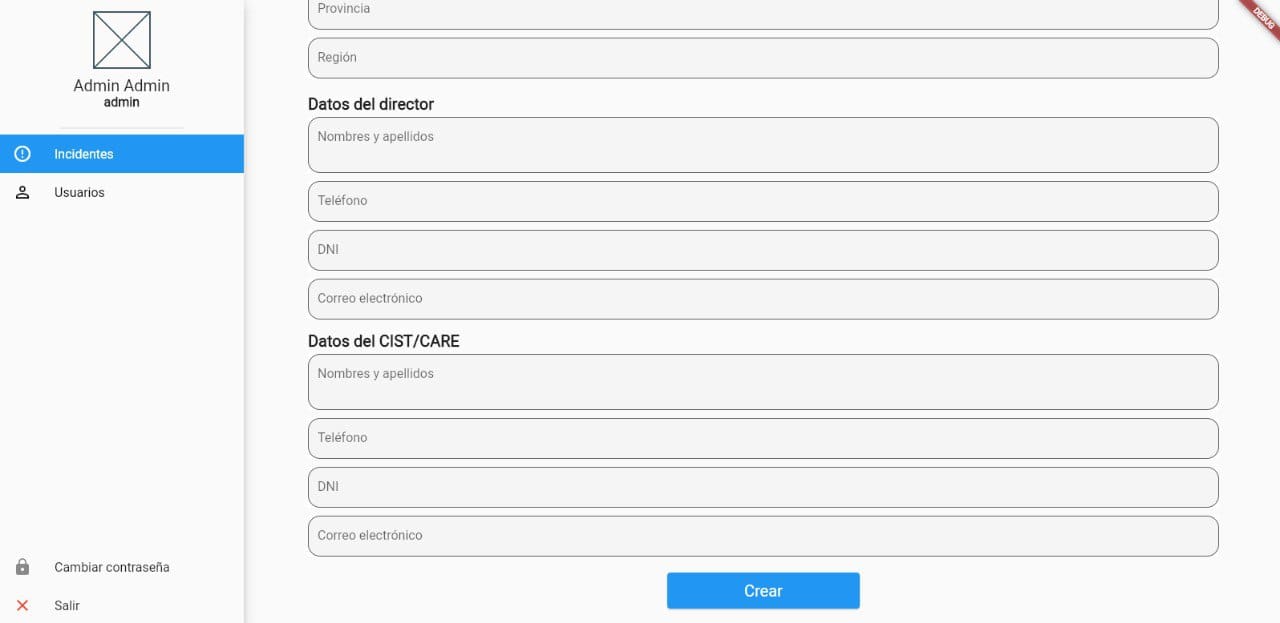 Admin Admin
admin
Incidentes
Usuarios
Cambiar contraseña
Salir
Provincia
Región
Datos del director
Nombres y apellidos
Teléfono
DNI
Correo electrónico
Datos del CIST/CARE
Nombres y apellidos
Teléfono
DNI
Correo electrónico
Crear
DEBUG